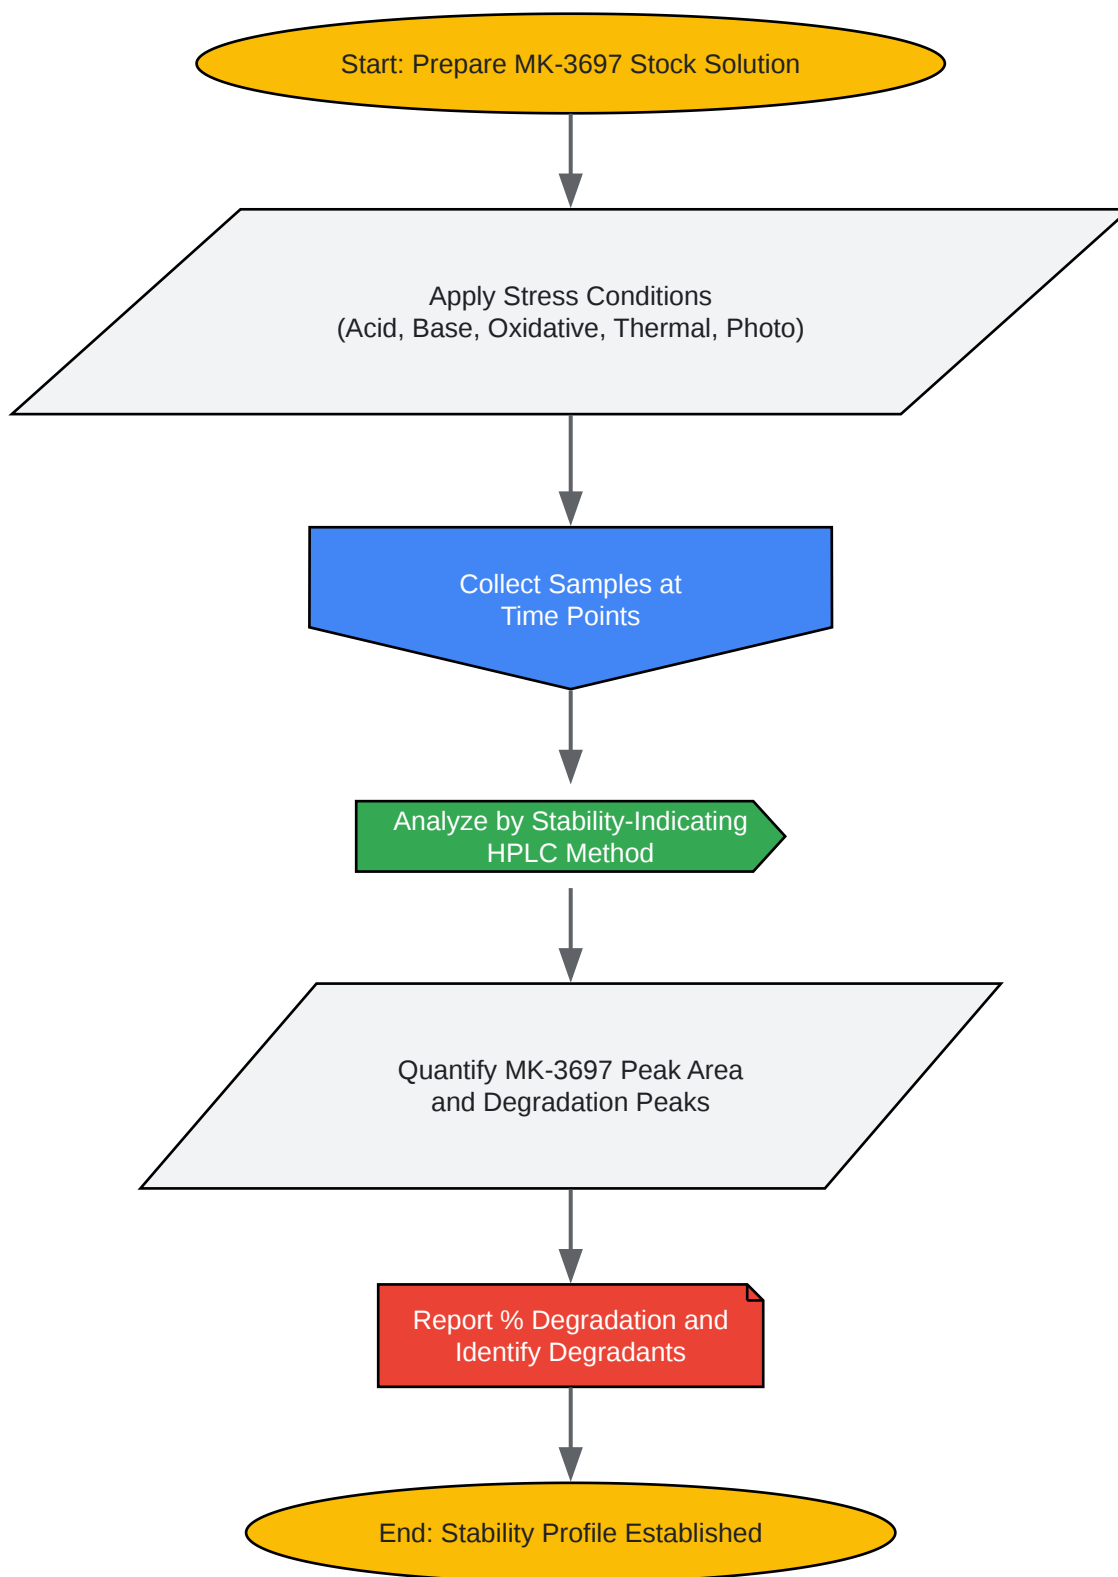 Start: Prepare MK-3697 Stock Solution
Apply Stress Conditions
(Acid, Base, Oxidative, Thermal, Photo)
Collect Samples at
Time Points
Analyze by Stability-Indicating
HPLC Method
Quantify MK-3697 Peak Area
and Degradation Peaks
Report % Degradation and
Identify Degradants
End: Stability Profile Established